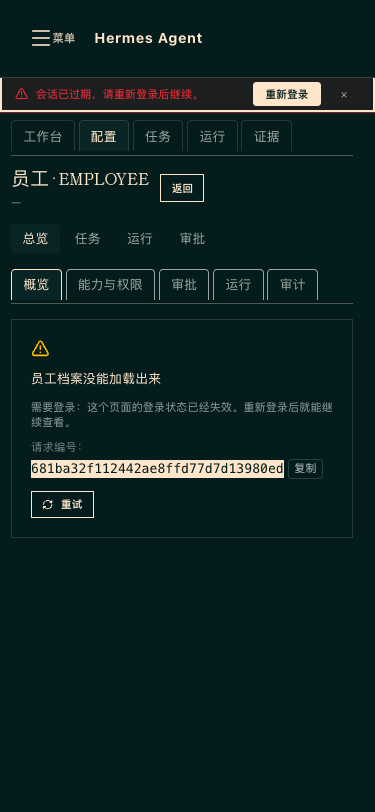 菜单 Hermes Agent
会话已过期，请重新登录后继续。 重新登录 ×
工作台 配置 任务 运行 证据
员工 · EMPLOYEE 返回
—
总览 任务 运行 审批
概览 能力与权限 审批 运行 审计
员工档案没能加载出来
需要登录：这个页面的登录状态已经失效。重新登录后就能继
续查看。
请求编号：
681ba32f112442ae8ffd77d7d13980ed 复制
重试